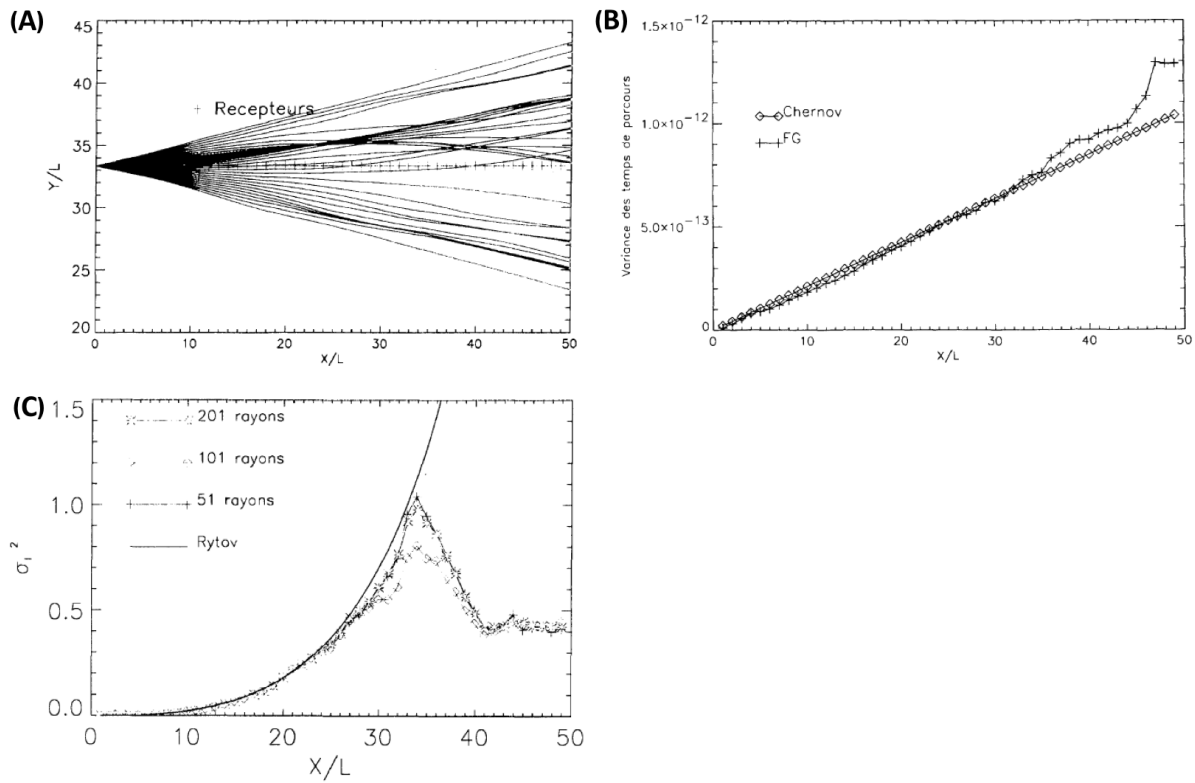 (A)
45
40
35
30
25
20
Y/L
+ Recepteurs
0
10
20
30
40
50
X/L
(B)
1.5×10⁻¹²
1.0×10⁻¹²
5.0×10⁻¹³
0
Variance des temps de parcours
Chernov
FG
0
10
20
30
40
50
X/L
(C)
1.5
1.0
0.5
0.0
σI ²
201 rayons
101 rayons
51 rayons
Rytov
0
10
20
30
40
50
X/L